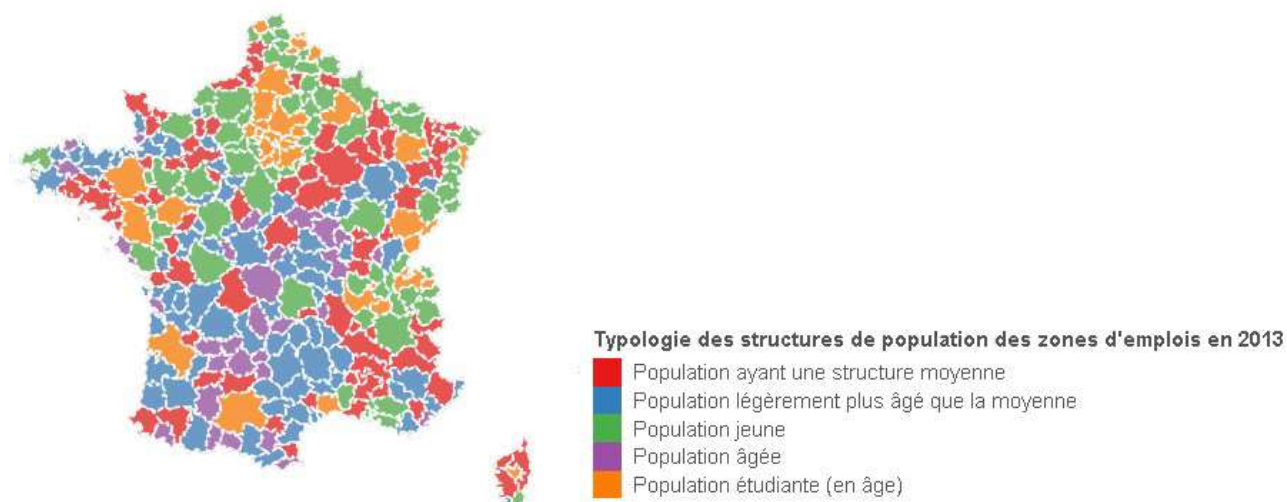 Typologie des structures de population des zones d'emplois en 2013
Population ayant une structure moyenne
Population légèrement plus âgé que la moyenne
Population jeune
Population âgée
Population étudiante (en âge)